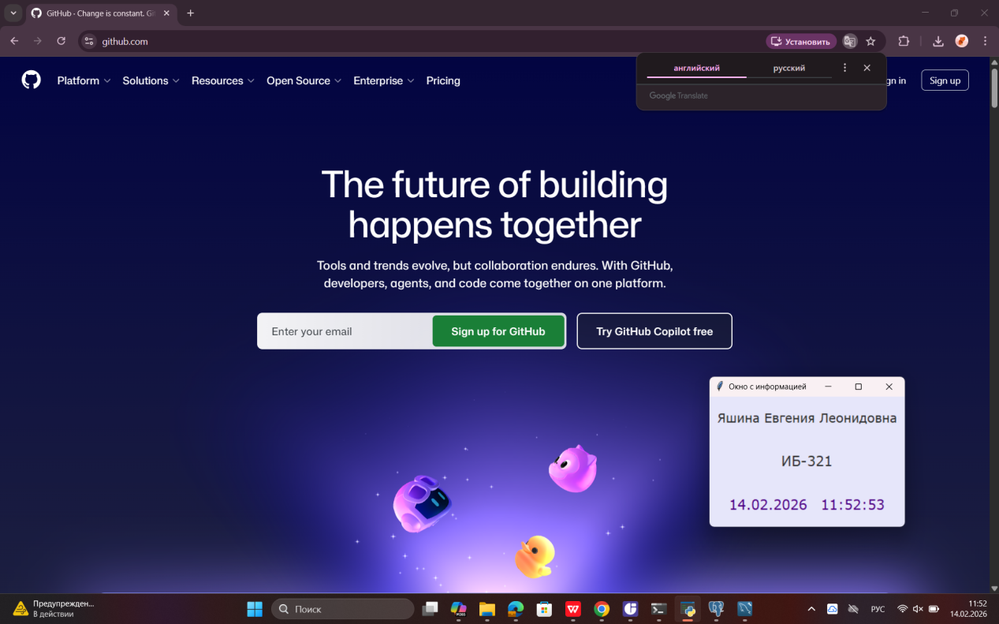 GitHub · Change is constant. Gi
github.com
Установить
Platform
Solutions
Resources
Open Source
Enterprise
Pricing
gn in
Sign up
английский
русский
Google Translate
The future of building
happens together
Tools and trends evolve, but collaboration endures. With GitHub,
developers, agents, and code come together on one platform.
Enter your email
Sign up for GitHub
Try GitHub Copilot free
Окно с информацией
Яшина Евгения Леонидовна
ИБ-321
14.02.2026 11:52:53
Предупрежден...
В действии
Поиск
M365
РУС
11:52
14.02.2026